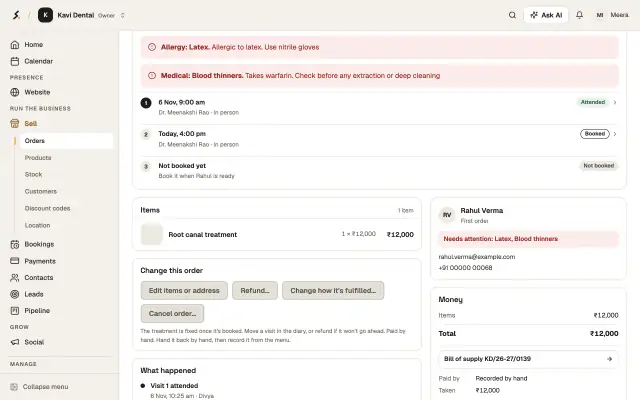 K Kavi Dental Owner
Ask AI
MI Meera
Home
Calendar
PRESENCE
Website
RUN THE BUSINESS
Sell
Orders
Products
Stock
Customers
Discount codes
Location
Bookings
Payments
Contacts
Leads
Pipeline
GROW
Social
MANAGE
Collapse menu
Allergy: Latex. Allergic to latex. Use nitrile gloves
Medical: Blood thinners. Takes warfarin. Check before any extraction or deep cleaning
1 6 Nov, 9:00 am Attended
Dr. Meenakshi Rao · In person
2 Today, 4:00 pm Booked
Dr. Meenakshi Rao · In person
3 Not booked yet Not booked
Book it when Rahul is ready
Items 1 item
Root canal treatment 1 × ₹12,000 ₹12,000
Change this order
Edit items or address Refund… Change how it's fulfilled…
Cancel order…
The treatment is fixed once it's booked. Move a visit in the diary, or refund if it won't go ahead. Paid by
hand. Hand it back by hand, then record it from the menu.
What happened
Visit 1 attended
6 Nov, 10:25 am · Divya
RV Rahul Verma
First order
Needs attention: Latex, Blood thinners
rahul.verma@example.com
+91 00000 00068
Money
Items ₹12,000
Total ₹12,000
Bill of supply KD/26-27/0139
Paid by Recorded by hand
Taken ₹12,000